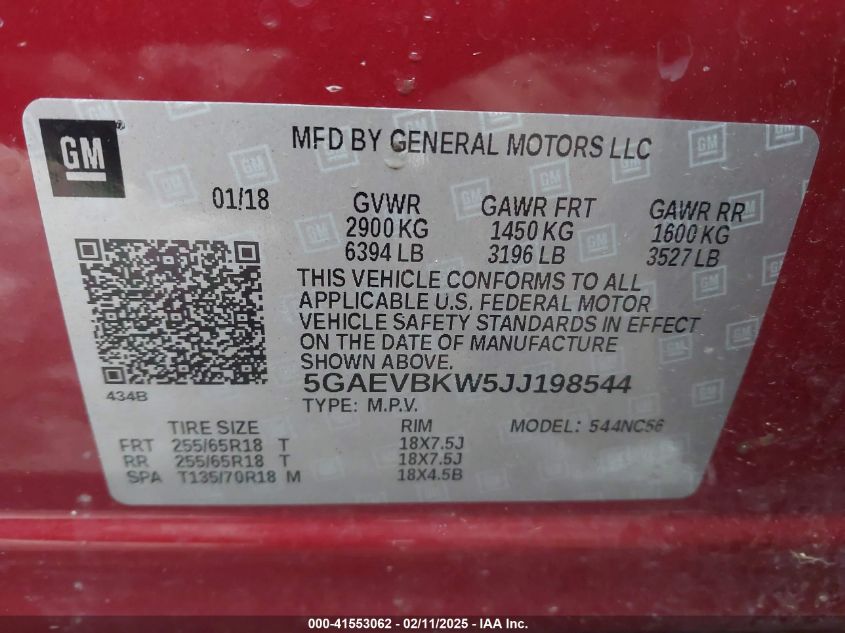 GM
MFD BY GENERAL MOTORS LLC
01/18
GVWR GAWR FRT GAWR RR
2900 KG 1450 KG 1600 KG
6394 LB 3196 LB 3527 LB
THIS VEHICLE CONFORMS TO ALL
APPLICABLE U.S. FEDERAL MOTOR
VEHICLE SAFETY STANDARDS IN EFFECT
ON THE DATE OF MANUFACTURE
SHOWN ABOVE.
434B
5GAEVBKW5JJ198544
TYPE: M.P.V.
TIRE SIZE RIM MODEL: 544NC56
FRT 255/65R18 T 18X7.5J
RR 255/65R18 T 18X7.5J
SPA T135/70R18 M 18X4.5B
000-41553062 - 02/11/2025 - IAA Inc.